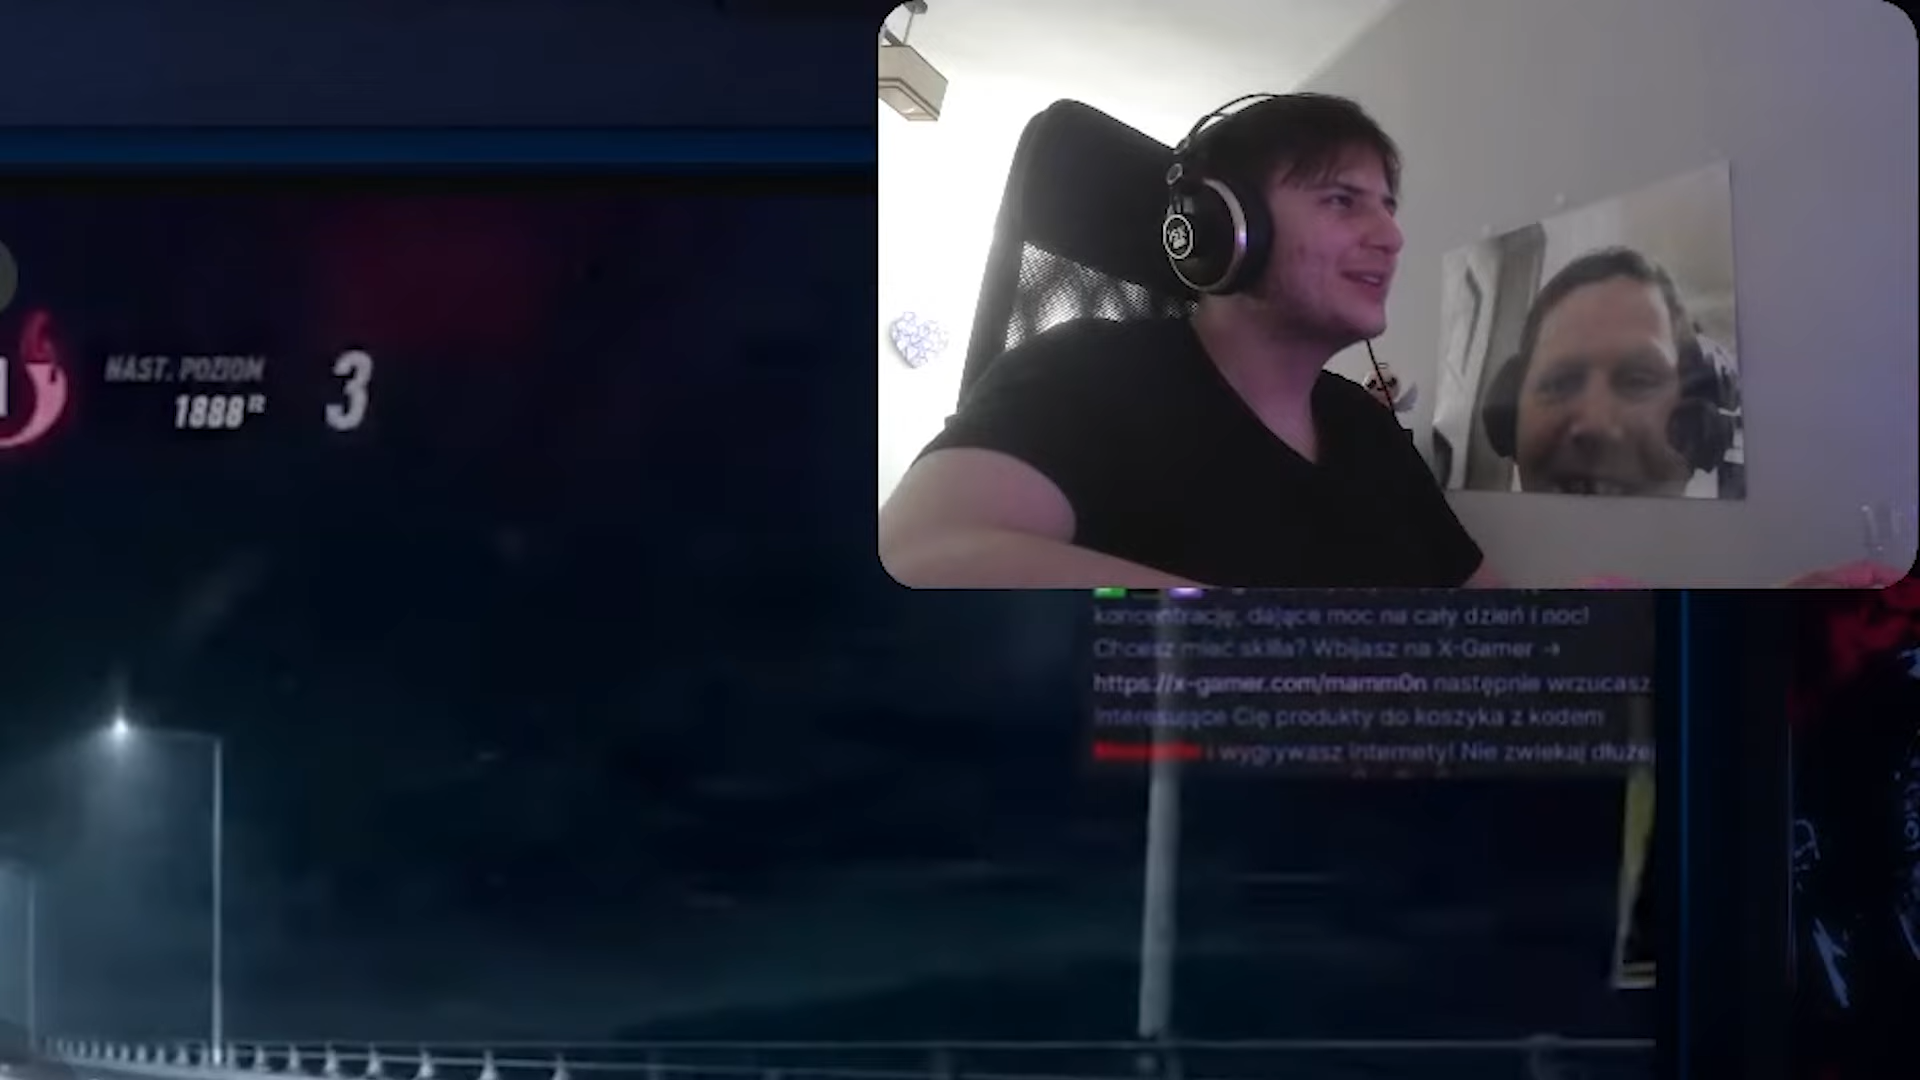 NAST. POZIOM
1888
3
koncentrację, dające moc na cały dzień i noc!
Chcesz mieć skilla? Wbijasz na X-Gamer →
https://x-gamer.com/mamm0n następnie wrzucasz
interesujące Cię produkty do koszyka z kodem
i wygrywasz internety! Nie zwlekaj dłużej